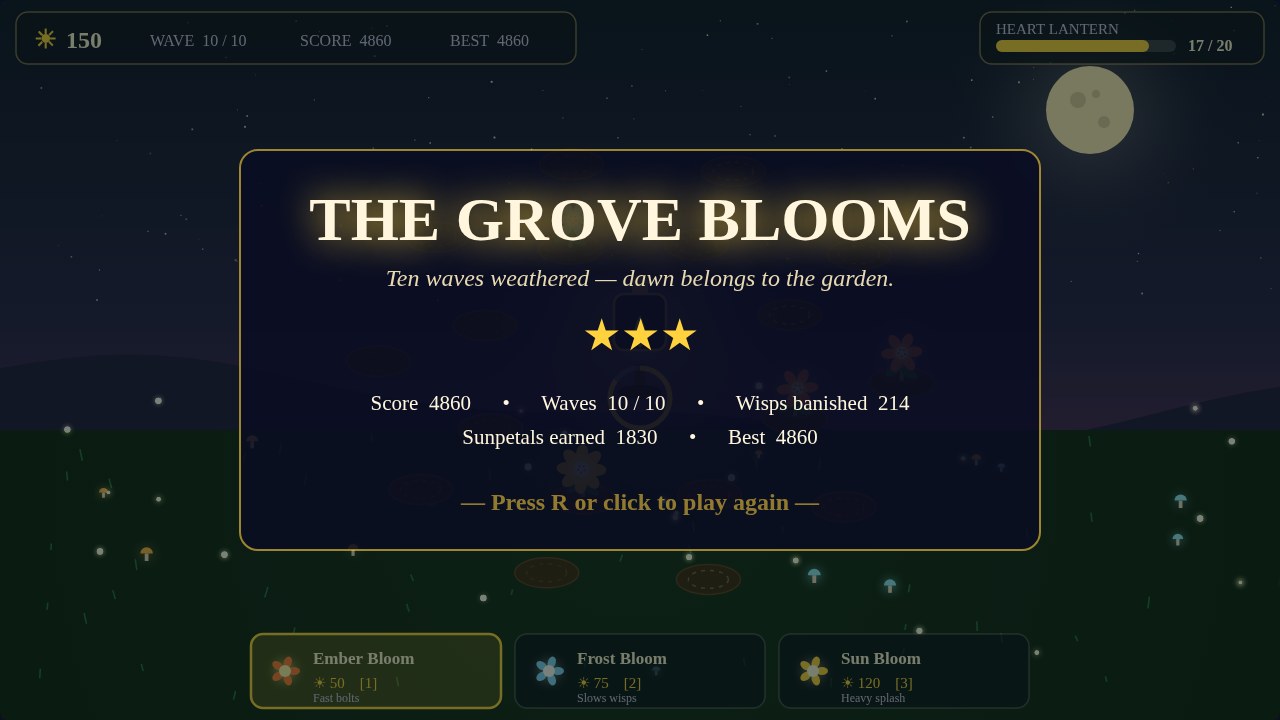 ☀ 150 WAVE 10 / 10 SCORE 4860 BEST 4860
HEART LANTERN
17 / 20
THE GROVE BLOOMS
Ten waves weathered — dawn belongs to the garden.
★★★
Score 4860 • Waves 10 / 10 • Wisps banished 214
Sunpetals earned 1830 • Best 4860
— Press R or click to play again —
Ember Bloom
☀ 50 [1]
Fast bolts
Frost Bloom
☀ 75 [2]
Slows wisps
Sun Bloom
☀ 120 [3]
Heavy splash